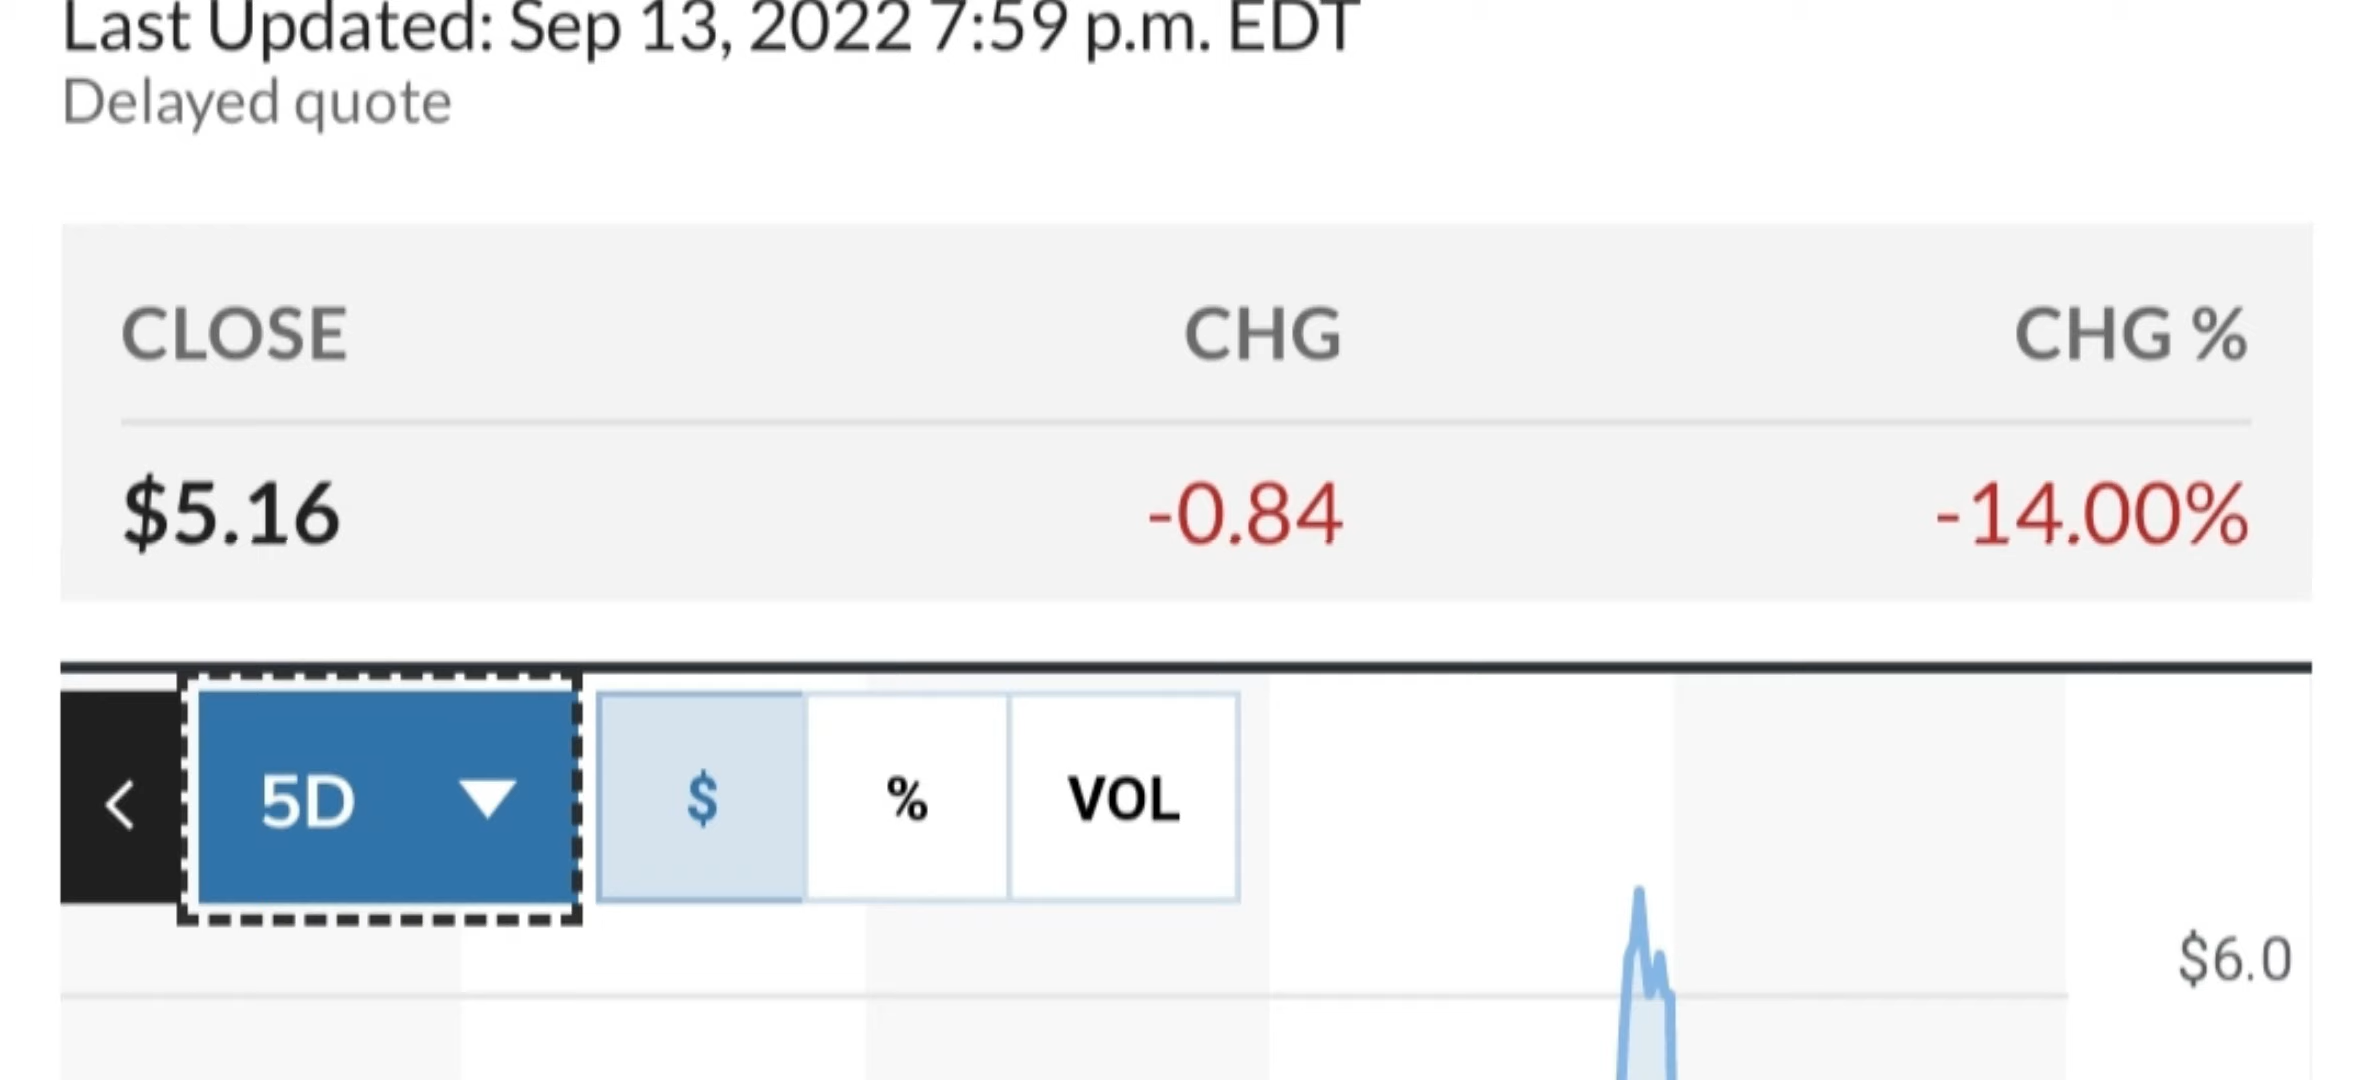 Last Updated: Sep 13, 2022 7:59 p.m. EDT
Delayed quote
CLOSE CHG CHG %
$5.16 -0.84 -14.00%
5D $ % VOL
$6.0